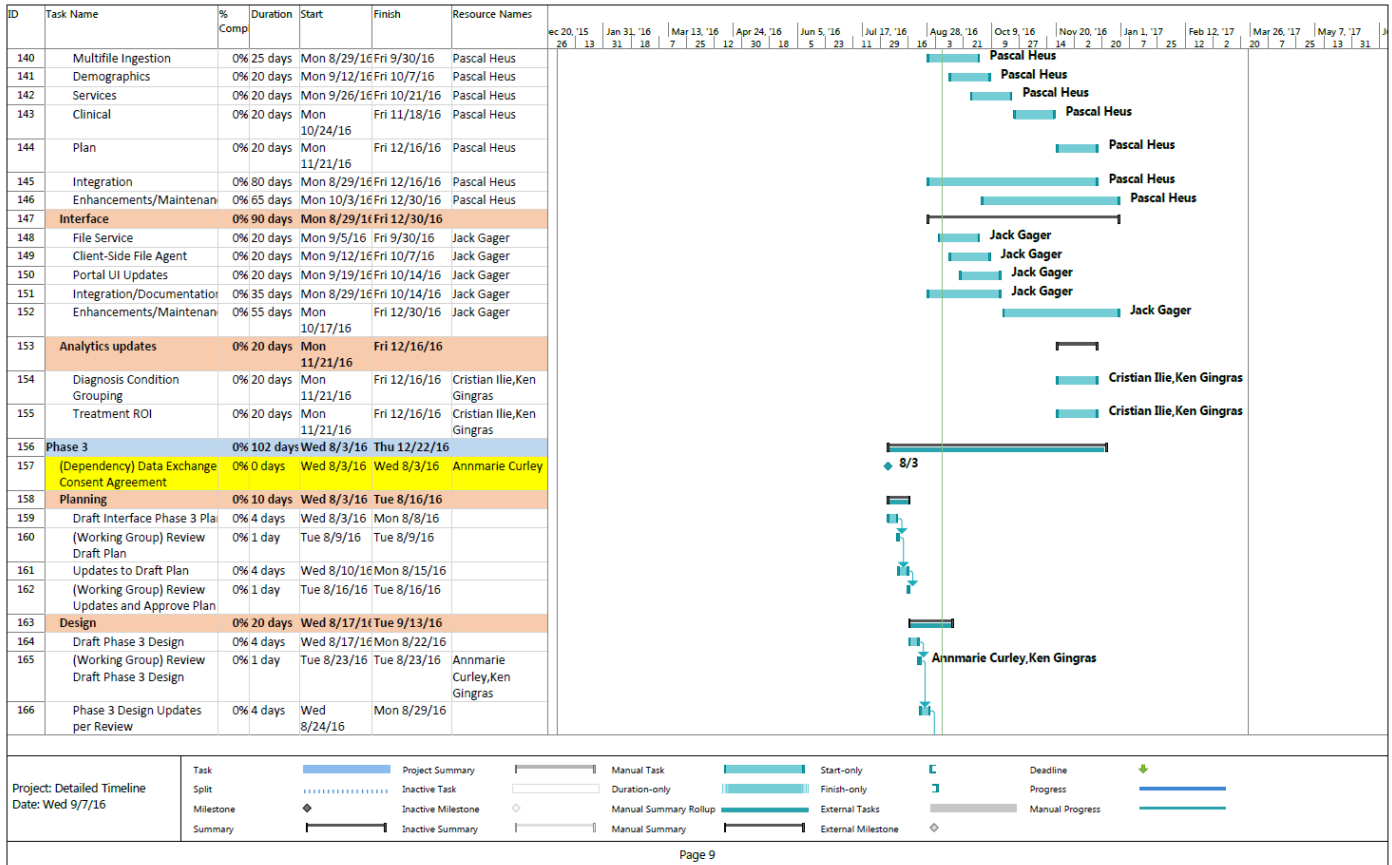 ID Task Name % Compl Duration Start Finish Resource Names
ec 20, '15 Jan 31, '16 Mar 13, '16 Apr 24, '16 Jun 5, '16 Jul 17, '16 Aug 28, '16 Oct 9, '16 Nov 20, '16 Jan 1, '17 Feb 12, '17 Mar 26, '17 May 7, '17
26 13 31 18 7 25 12 30 18 5 23 11 29 16 3 21 9 27 14 2 20 7 25 12 2 20 7 25 13 31
140 Multifile Ingestion 0% 25 days Mon 8/29/16 Fri 9/30/16 Pascal Heus Pascal Heus
141 Demographics 0% 20 days Mon 9/12/16 Fri 10/7/16 Pascal Heus Pascal Heus
142 Services 0% 20 days Mon 9/26/16 Fri 10/21/16 Pascal Heus Pascal Heus
143 Clinical 0% 20 days Mon Fri 11/18/16 Pascal Heus Pascal Heus
10/24/16
144 Plan 0% 20 days Mon Fri 12/16/16 Pascal Heus Pascal Heus
11/21/16
145 Integration 0% 80 days Mon 8/29/16 Fri 12/16/16 Pascal Heus Pascal Heus
146 Enhancements/Maintenan 0% 65 days Mon 10/3/16 Fri 12/30/16 Pascal Heus Pascal Heus
147 Interface 0% 90 days Mon 8/29/16 Fri 12/30/16
148 File Service 0% 20 days Mon 9/5/16 Fri 9/30/16 Jack Gager Jack Gager
149 Client-Side File Agent 0% 20 days Mon 9/12/16 Fri 10/7/16 Jack Gager Jack Gager
150 Portal UI Updates 0% 20 days Mon 9/19/16 Fri 10/14/16 Jack Gager Jack Gager
151 Integration/Documentation 0% 35 days Mon 8/29/16 Fri 10/14/16 Jack Gager Jack Gager
152 Enhancements/Maintenan 0% 55 days Mon Fri 12/30/16 Jack Gager Jack Gager
10/17/16
153 Analytics updates 0% 20 days Mon Fri 12/16/16
11/21/16
154 Diagnosis Condition 0% 20 days Mon Fri 12/16/16 Cristian Ilie,Ken Cristian Ilie,Ken Gingras
Grouping 11/21/16 Gingras
155 Treatment ROI 0% 20 days Mon Fri 12/16/16 Cristian Ilie,Ken Cristian Ilie,Ken Gingras
11/21/16 Gingras
156 Phase 3 0% 102 days Wed 8/3/16 Thu 12/22/16
157 (Dependency) Data Exchange 0% 0 days Wed 8/3/16 Wed 8/3/16 Annmarie Curley 8/3
Consent Agreement
158 Planning 0% 10 days Wed 8/3/16 Tue 8/16/16
159 Draft Interface Phase 3 Pla 0% 4 days Wed 8/3/16 Mon 8/8/16
160 (Working Group) Review 0% 1 day Tue 8/9/16 Tue 8/9/16
Draft Plan
161 Updates to Draft Plan 0% 4 days Wed 8/10/16 Mon 8/15/16
162 (Working Group) Review 0% 1 day Tue 8/16/16 Tue 8/16/16
Updates and Approve Plan
163 Design 0% 20 days Wed 8/17/16 Tue 9/13/16
164 Draft Phase 3 Design 0% 4 days Wed 8/17/16 Mon 8/22/16
165 (Working Group) Review 0% 1 day Tue 8/23/16 Tue 8/23/16 Annmarie Annmarie Curley,Ken Gingras
Draft Phase 3 Design Curley,Ken
Gingras
166 Phase 3 Design Updates 0% 4 days Wed Mon 8/29/16
per Review 8/24/16
Project: Detailed Timeline
Date: Wed 9/7/16
Task Project Summary Manual Task Start-only Deadline
Split Inactive Task Duration-only Finish-only Progress
Milestone Inactive Milestone Manual Summary Rollup External Tasks Manual Progress
Summary Inactive Summary Manual Summary External Milestone
Page 9